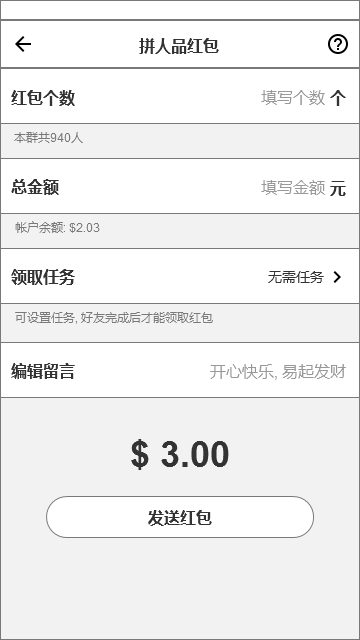 拼人品红包
红包个数 填写个数 个
本群共940人
总金额 填写金额 元
帐户余额: $2.03
领取任务 无需任务
可设置任务, 好友完成后才能领取红包
编辑留言 开心快乐, 易起发财
$ 3.00
发送红包